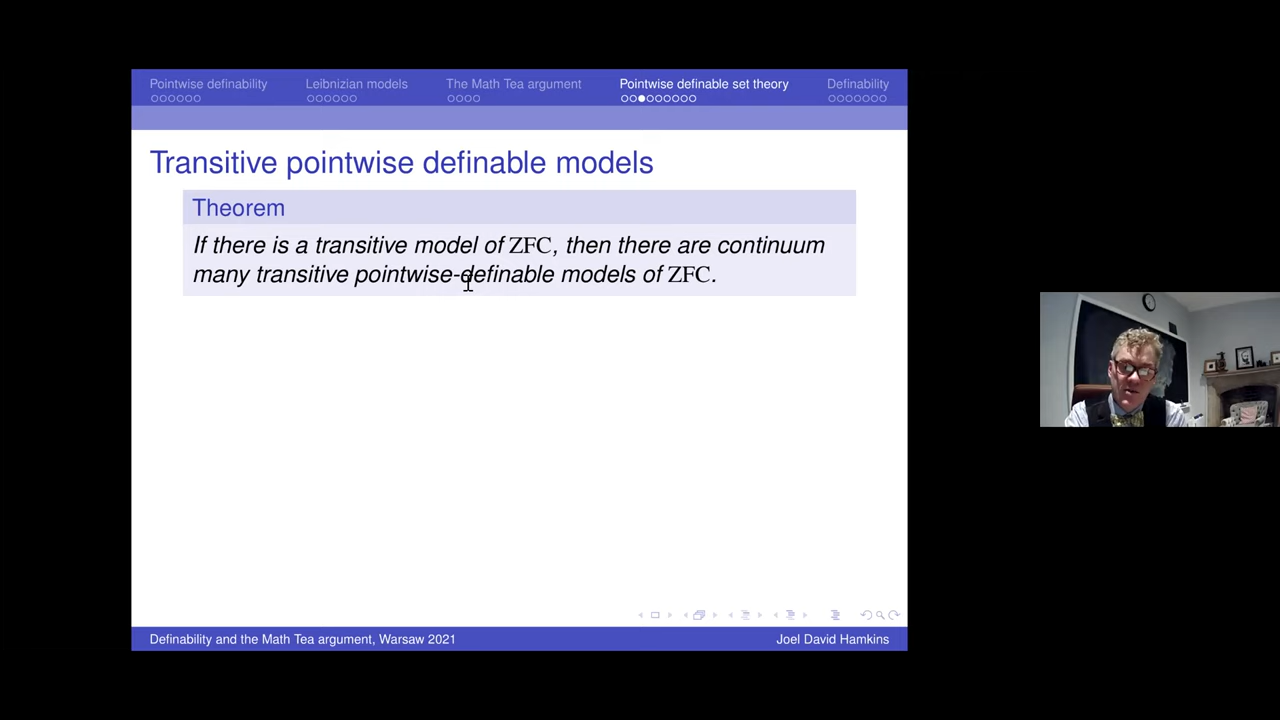 Pointwise definability Leibnizian models The Math Tea argument Pointwise definable set theory Definability
Transitive pointwise definable models
Theorem
If there is a transitive model of ZFC, then there are continuum
many transitive pointwise-definable models of ZFC.
Definability and the Math Tea argument, Warsaw 2021 Joel David Hamkins